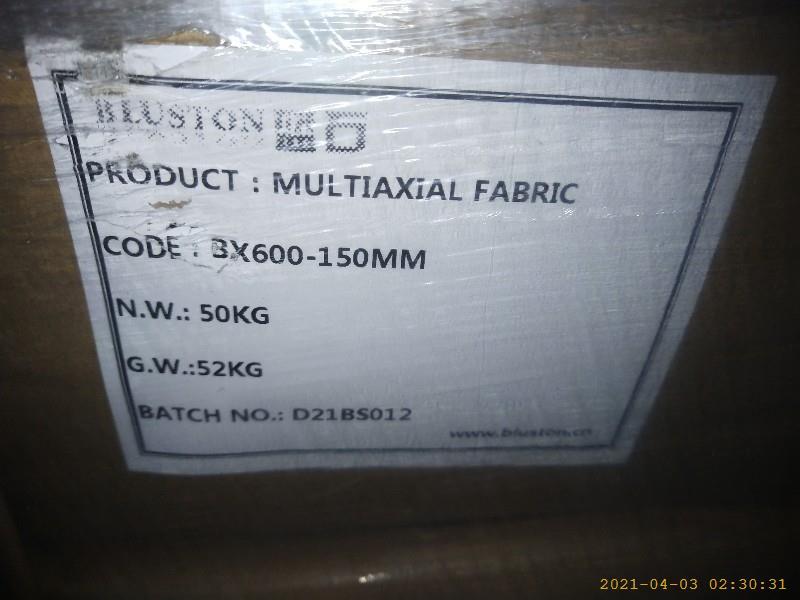 BLUSTON
PRODUCT : MULTIAXiAL FABRIC
CODE : BX600-150MM
N.W.: 50KG
G.W.:52KG
BATCH NO.: D21BS012
www.bluston.cn
2021-04-03 02:30:31